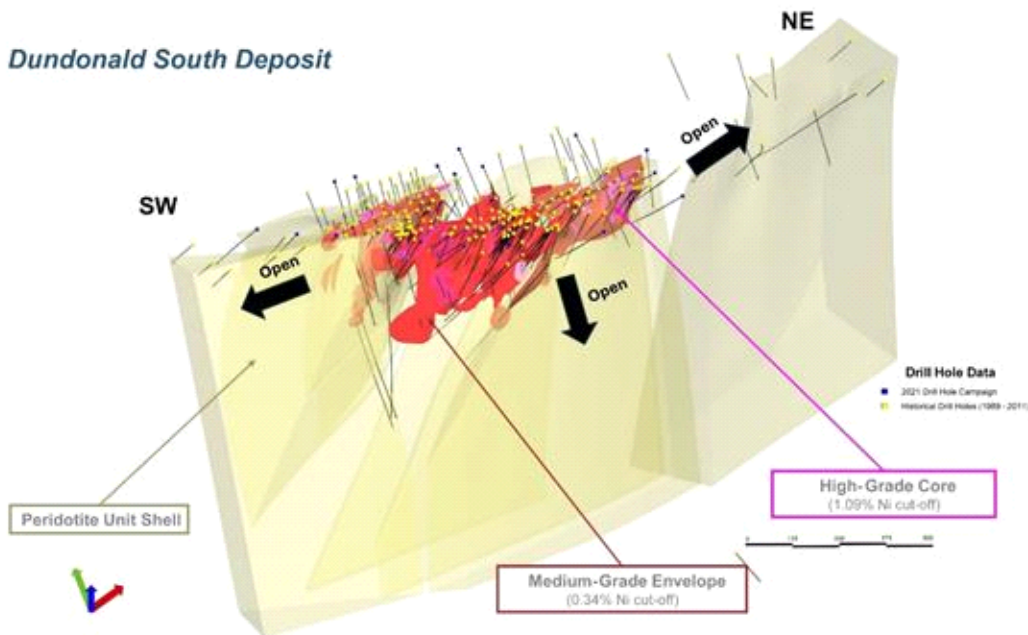 NE
Dundonald South Deposit
Open
SW
Open
Open
Drill Hole Data
2021 Drill Hole Campaign
Historical Drill Holes (1989 - 2011)
High-Grade Core
(1.09% Ni cut-off)
Peridotite Unit Shell
Medium-Grade Envelope
(0.34% Ni cut-off)